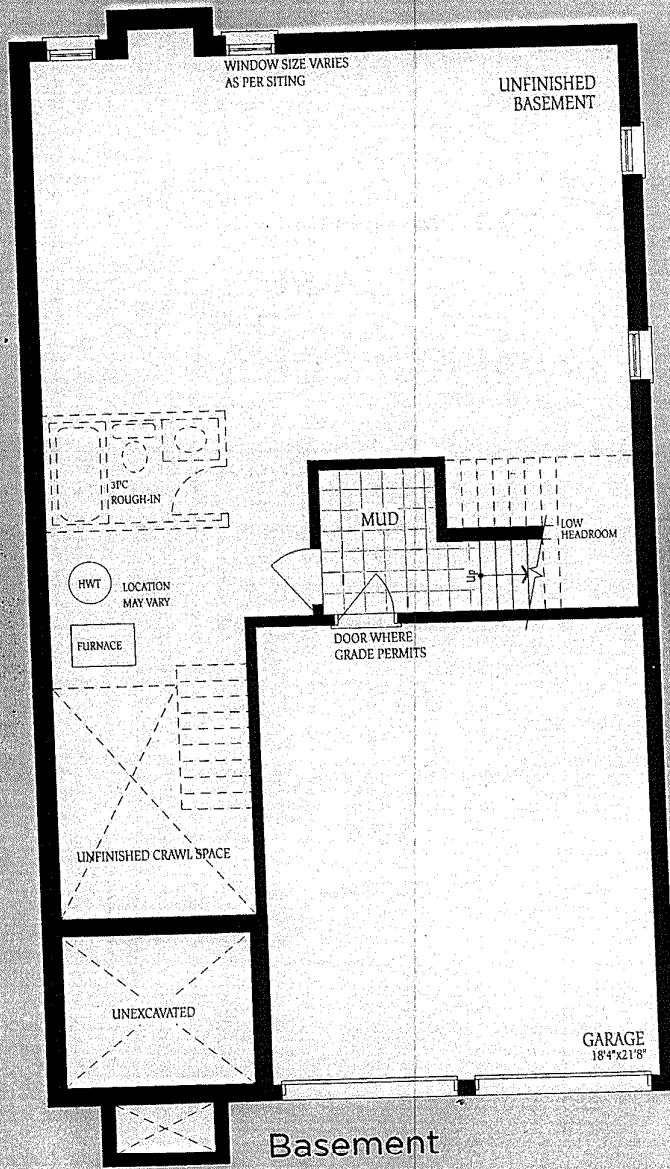 WINDOW SIZE VARIES
AS PER SITING
UNFINISHED
BASEMENT
3PC
ROUGH-IN
MUD
LOW
HEADROOM
UP
HWT
LOCATION
MAY VARY
FURNACE
DOOR WHERE
GRADE PERMITS
UNFINISHED CRAWL SPACE
UNEXCAVATED
GARAGE
18'4"x21'8"
Basement